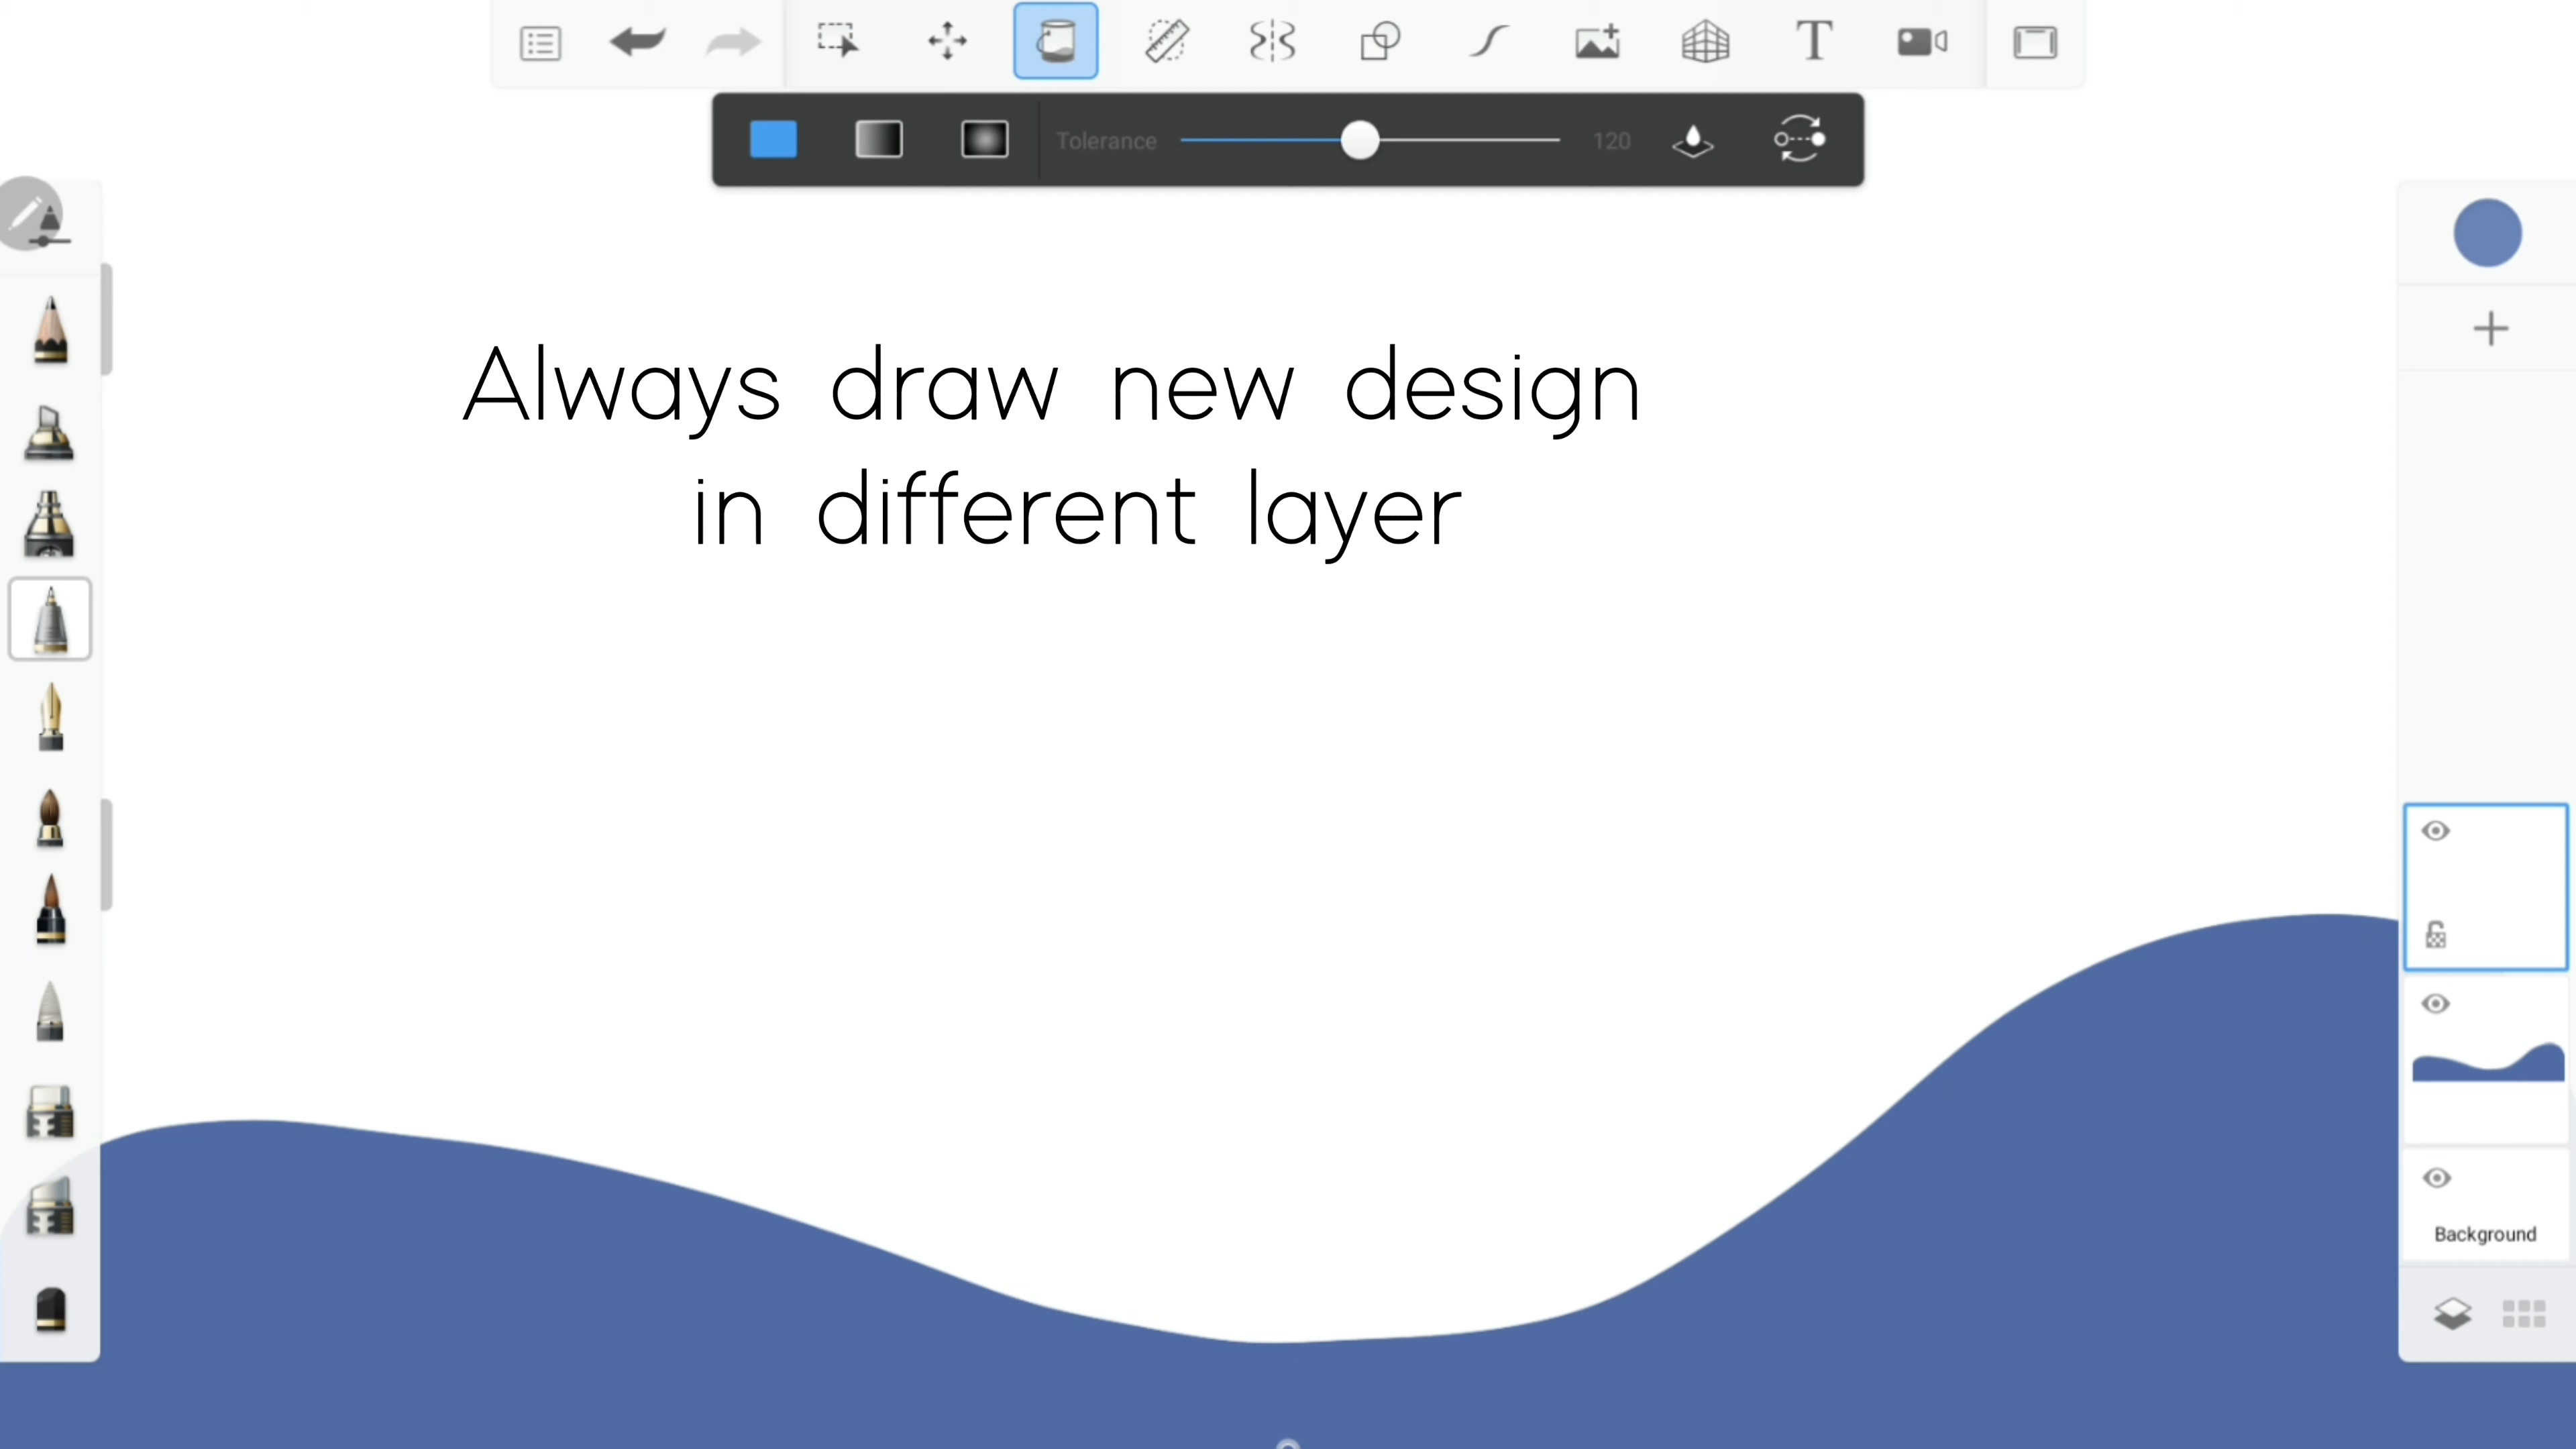 T
Tolerance 120
Always draw new design
in different layer
Background